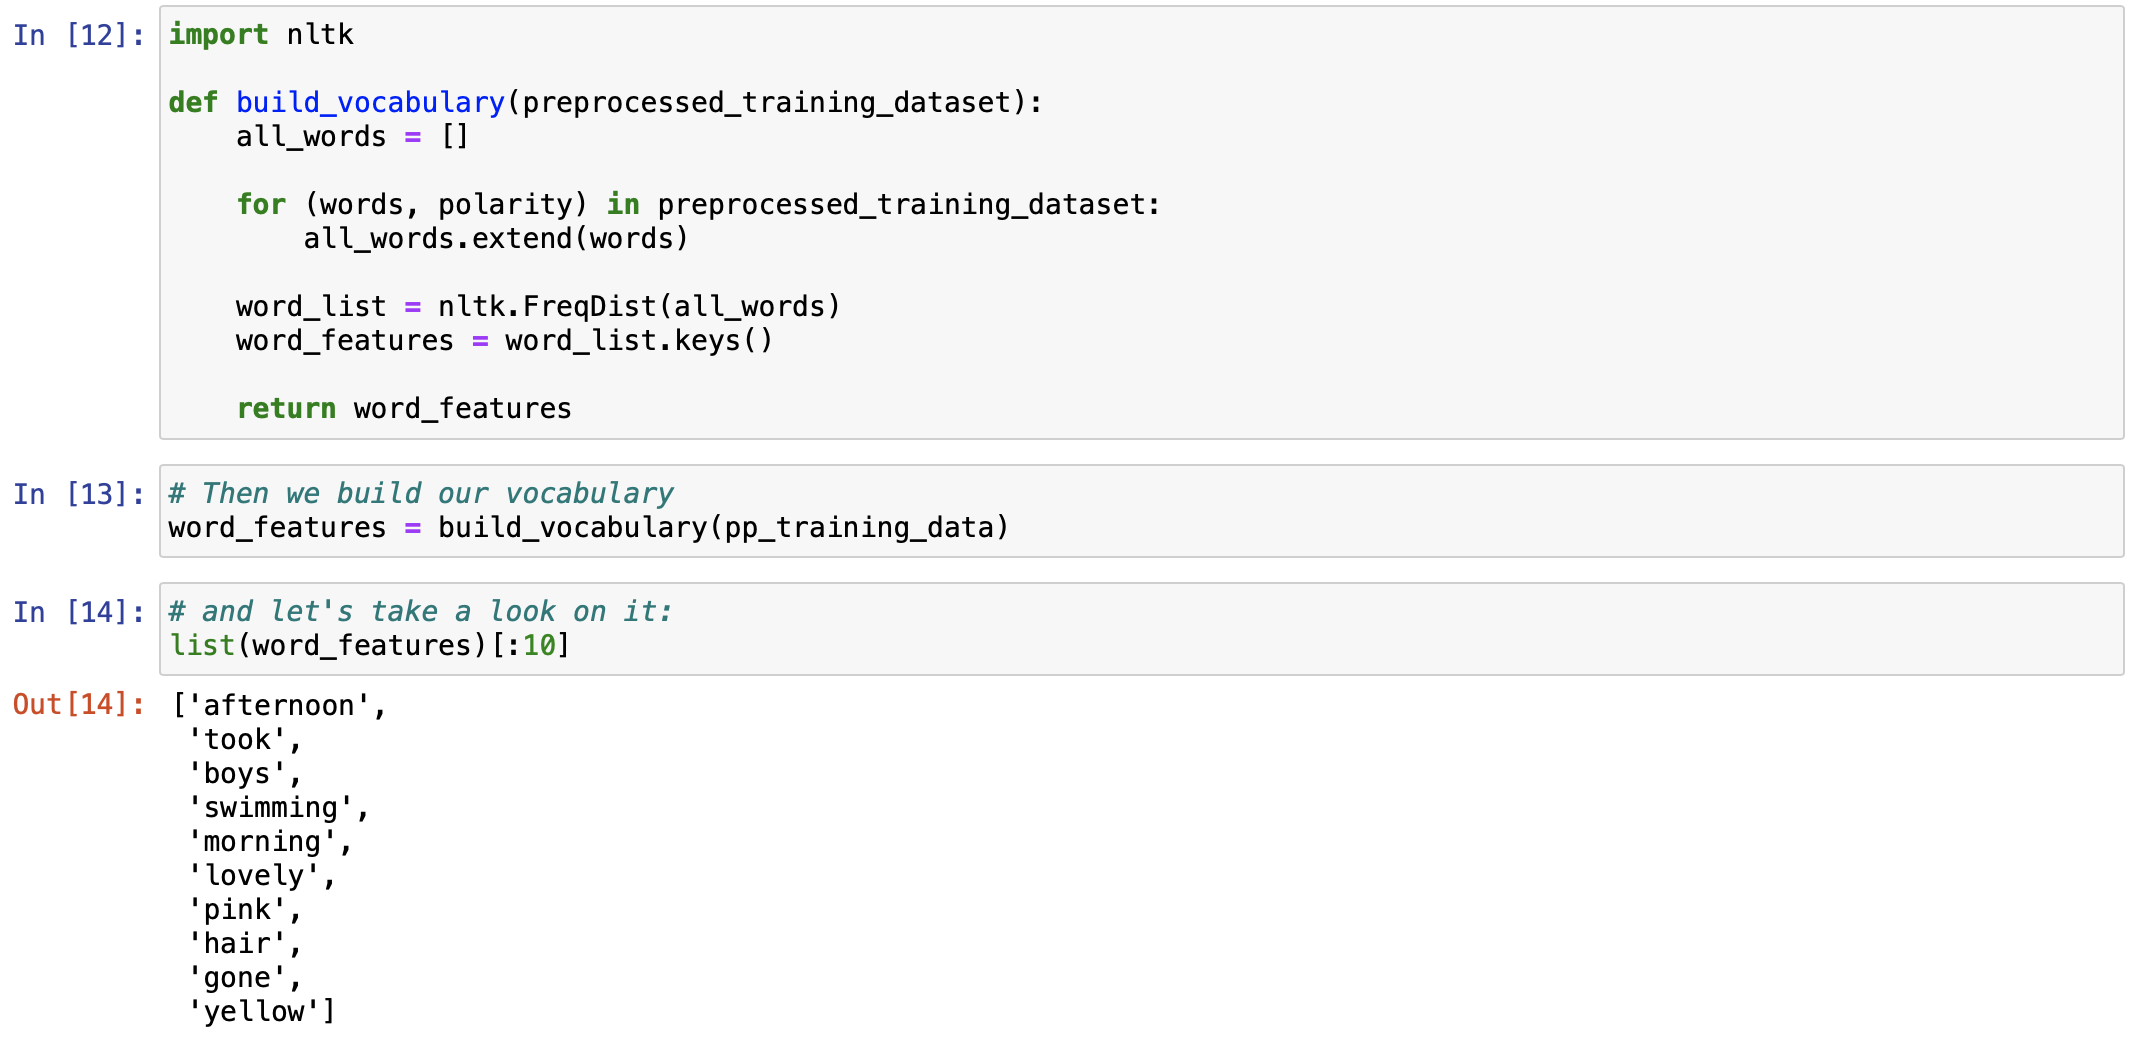 In [12]: import nltk

def build_vocabulary(preprocessed_training_dataset):
    all_words = []

    for (words, polarity) in preprocessed_training_dataset:
        all_words.extend(words)

    word_list = nltk.FreqDist(all_words)
    word_features = word_list.keys()

    return word_features

In [13]: # Then we build our vocabulary
word_features = build_vocabulary(pp_training_data)

In [14]: # and let's take a look on it:
list(word_features)[:10]

Out[14]: ['afternoon',
 'took',
 'boys',
 'swimming',
 'morning',
 'lovely',
 'pink',
 'hair',
 'gone',
 'yellow']